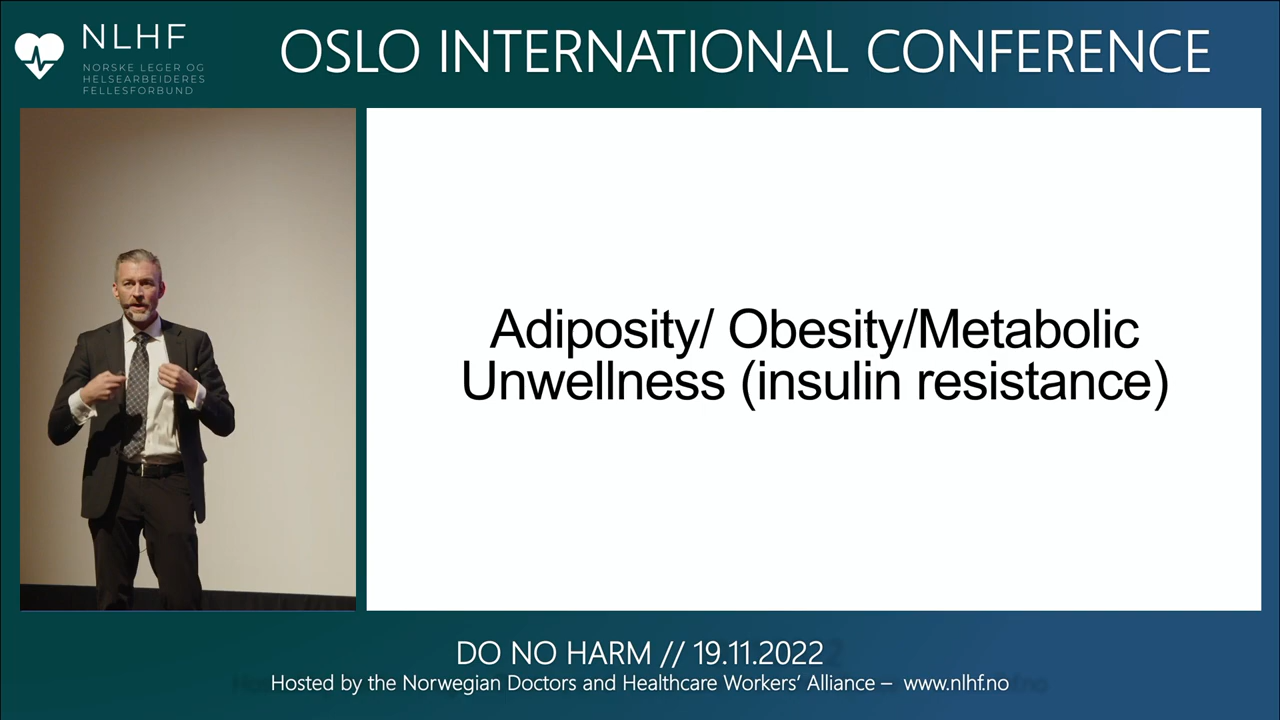 NLHF
NORSKE LEGER OG
HELSEARBEIDERES
FELLESFORBUND
OSLO INTERNATIONAL CONFERENCE
Adiposity/ Obesity/Metabolic
Unwellness (insulin resistance)
DO NO HARM // 19.11.2022
Hosted by the Norwegian Doctors and Healthcare Workers' Alliance – www.nlhf.no